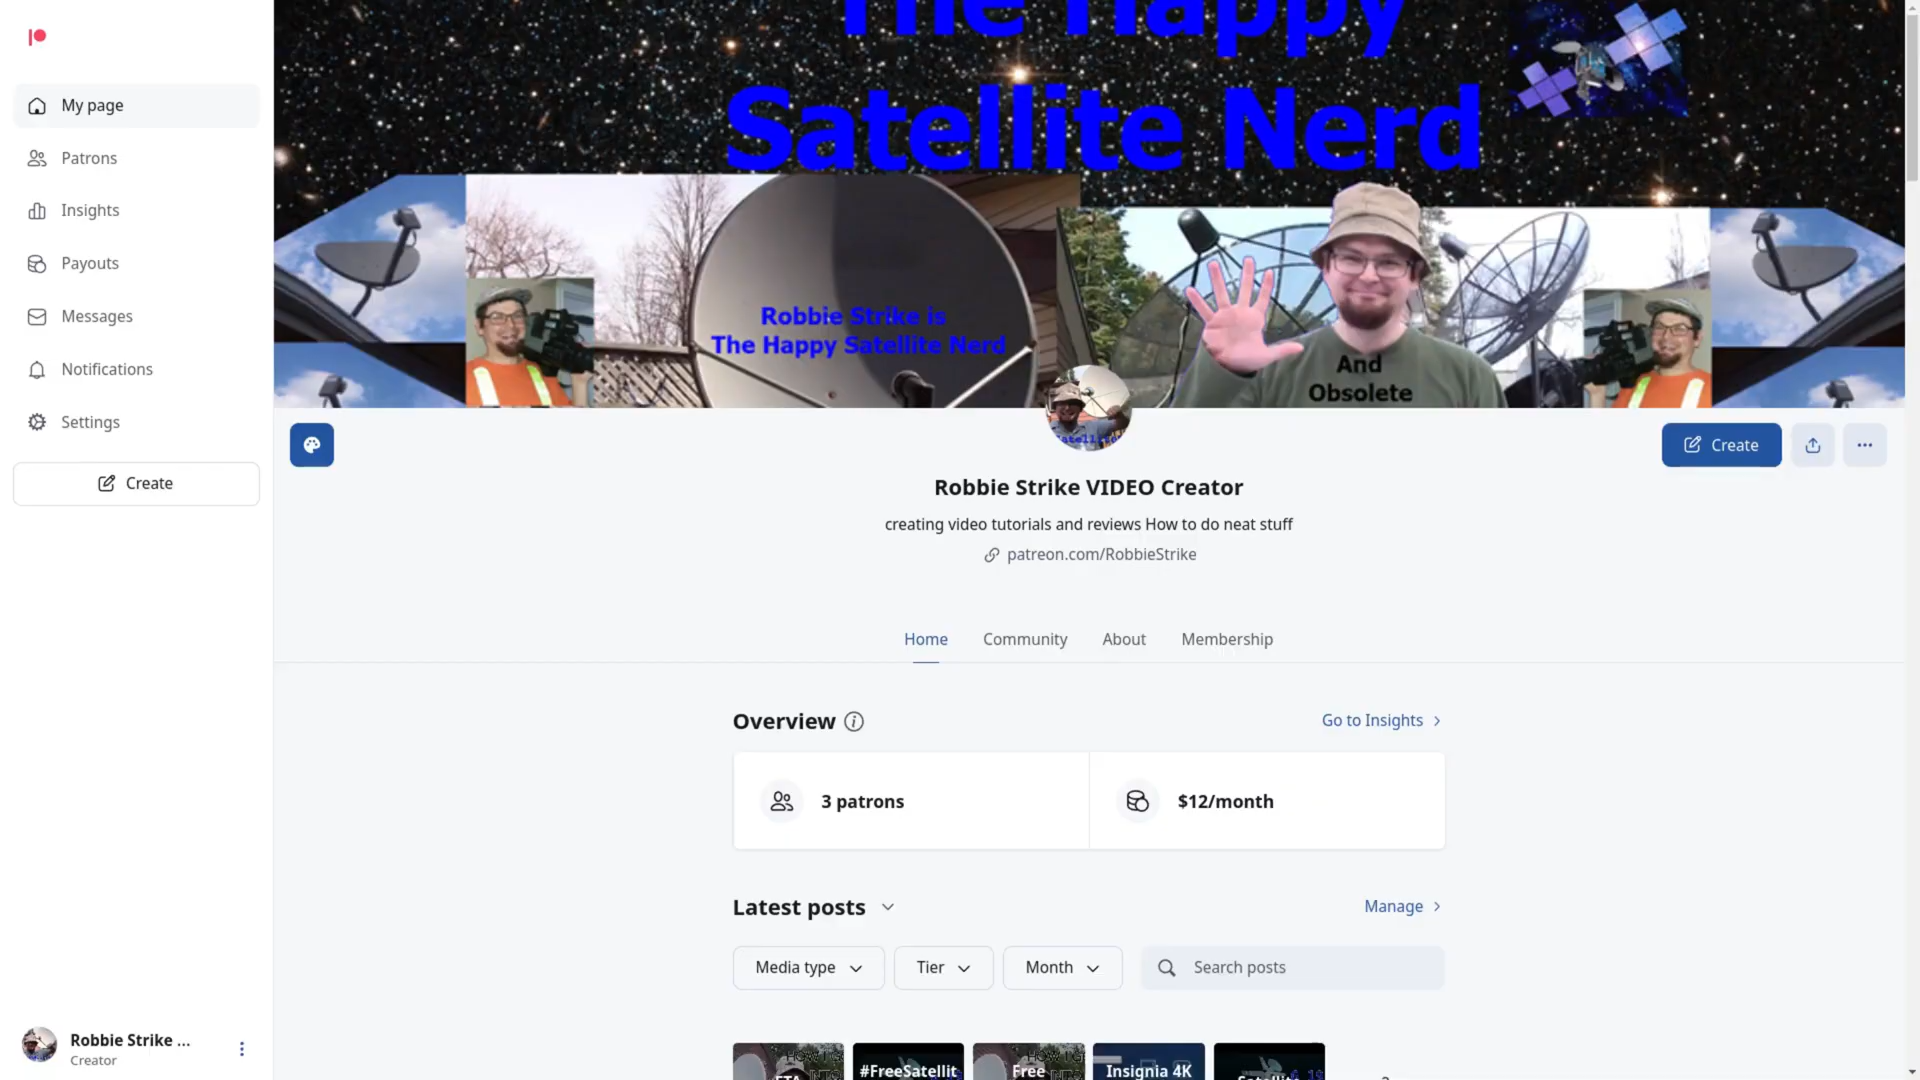 The Happy
Satellite Nerd
Robbie Strike is
The Happy Satellite Nerd
And
Obsolete
My page
Patrons
Insights
Payouts
Messages
Notifications
Settings
Create
Create
Robbie Strike VIDEO Creator
creating video tutorials and reviews How to do neat stuff
patreon.com/RobbieStrike
Home
Community
About
Membership
Overview
Go to Insights
3 patrons
$12/month
Latest posts
Manage
Media type
Tier
Month
Search posts
#FreeSatellit
Free
Insignia 4K
Satellite
Robbie Strike ...
Creator